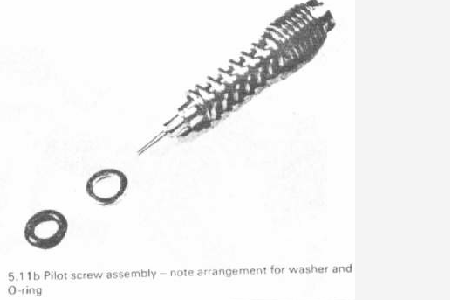 5.11b Pilot screw assembly – note arrangement for washer and
O-ring